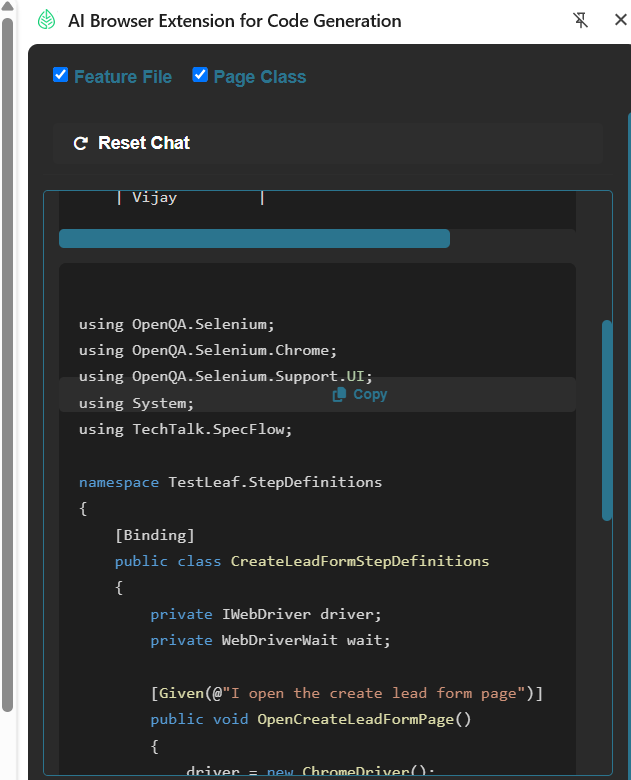 AI Browser Extension for Code Generation
Feature File Page Class
Reset Chat
| Vijay |
using OpenQA.Selenium;
using OpenQA.Selenium.Chrome;
using OpenQA.Selenium.Support.UI;
Copy
using System;
using TechTalk.SpecFlow;
namespace TestLeaf.StepDefinitions
{
[Binding]
public class CreateLeadFormStepDefinitions
{
private IWebDriver driver;
private WebDriverWait wait;
[Given(@"I open the create lead form page")]
public void OpenCreateLeadFormPage()
{
driver = new ChromeDriver();